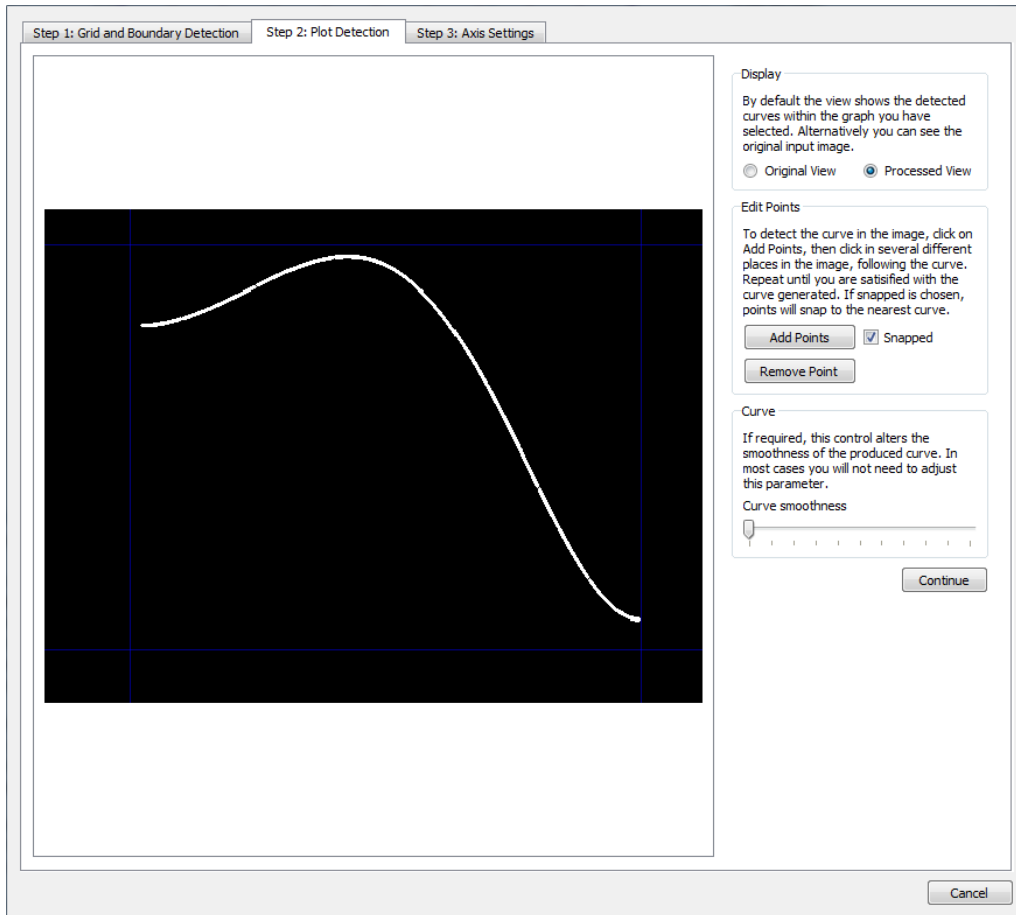 Step 1: Grid and Boundary Detection
Step 2: Plot Detection
Step 3: Axis Settings
Display
By default the view shows the detected
curves within the graph you have
selected. Alternatively you can see the
original input image.
Original View
Processed View
Edit Points
To detect the curve in the image, click on
Add Points, then click in several different
places in the image, following the curve.
Repeat until you are satisified with the
curve generated. If snapped is chosen,
points will snap to the nearest curve.
Add Points
Snapped
Remove Point
Curve
If required, this control alters the
smoothness of the produced curve. In
most cases you will not need to adjust
this parameter.
Curve smoothness
Continue
Cancel